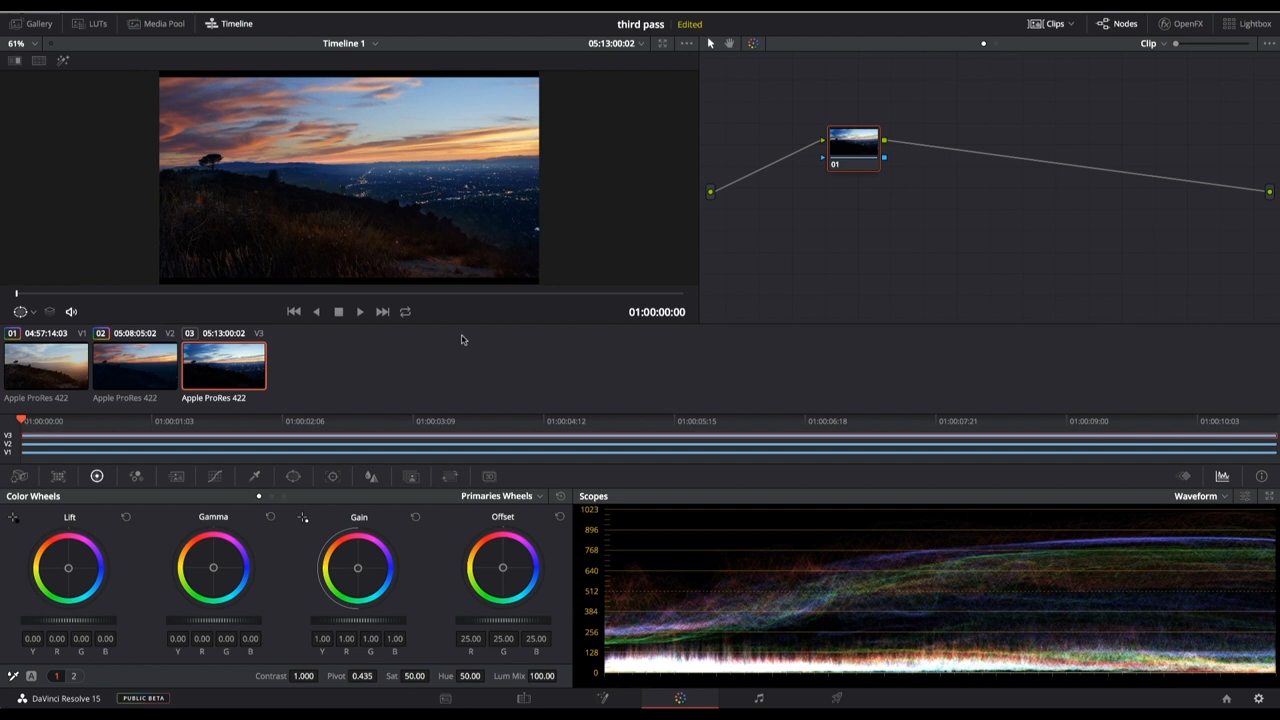 Gallery LUTs Media Pool Timeline third pass Edited Clips Nodes OpenFX Lightbox
61% Timeline 1 05:13:00:02 Clip
01
01:00:00:00
01 04:57:14:03 V1 02 05:08:05:02 V2 03 05:13:00:02 V3
Apple ProRes 422 Apple ProRes 422 Apple ProRes 422
01:00:00:00 01:00:01:03 01:00:02:06 01:00:03:09 01:00:04:12 01:00:05:15 01:00:06:18 01:00:07:21 01:00:09:00 01:00:10:03
V3
V2
V1
Color Wheels Primaries Wheels Scopes Waveform
Lift Gamma Gain Offset
0.00 0.00 0.00 0.00 0.00 0.00 0.00 0.00 1.00 1.00 1.00 1.00 25.00 25.00 25.00
Y R G B Y R G B Y R G B R G B
A 1 2 Contrast 1.000 Pivot 0.435 Sat 50.00 Hue 50.00 Lum Mix 100.00
1023
896
768
640
512
384
256
128
0
DaVinci Resolve 15 PUBLIC BETA